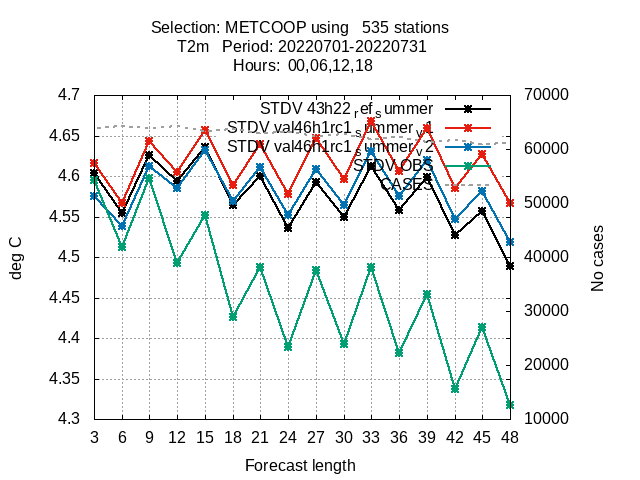 Selection: METCOOP using 535 stations
T2m Period: 20220701-20220731
Hours: 00,06,12,18
4.7
4.65
4.6
4.55
4.5
4.45
4.4
4.35
4.3
70000
60000
50000
40000
30000
20000
10000
STDV 43h22refsummer
STDV val46h1rc1summerv1
STDV val46h1rc1summerv2
STDV OBS
CASES
deg C
No cases
3 6 9 12 15 18 21 24 27 30 33 36 39 42 45 48
Forecast length